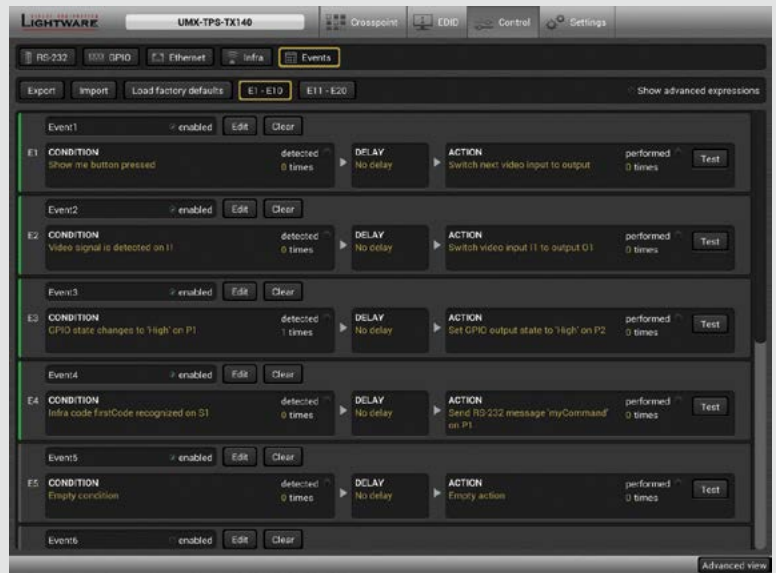 LIGHTWARE
UMX-TPS-TX140
Crosspoint
EDID
Control
Settings
RS-232
GPIO
Ethernet
Infra
Events
Export
Import
Load factory defaults
E1 - E10
E11 - E20
Show advanced expressions
Event1
enabled
Edit
Clear
E1
CONDITION
Show me button pressed
detected
0 times
DELAY
No delay
ACTION
Switch next video input to output
performed
0 times
Test
Event2
enabled
Edit
Clear
E2
CONDITION
Video signal is detected on I1
detected
0 times
DELAY
No delay
ACTION
Switch video input I1 to output O1
performed
0 times
Test
Event3
enabled
Edit
Clear
E3
CONDITION
GPIO state changes to 'High' on P1
detected
1 times
DELAY
No delay
ACTION
Set GPIO output state to 'High' on P2
performed
0 times
Test
Event4
enabled
Edit
Clear
E4
CONDITION
Infra code firstCode recognized on S1
detected
0 times
DELAY
No delay
ACTION
Send RS-232 message 'myCommand'
on P1
performed
0 times
Test
Event5
enabled
Edit
Clear
E5
CONDITION
Empty condition
detected
0 times
DELAY
No delay
ACTION
Empty action
performed
0 times
Test
Event6
enabled
Edit
Clear
Advanced view